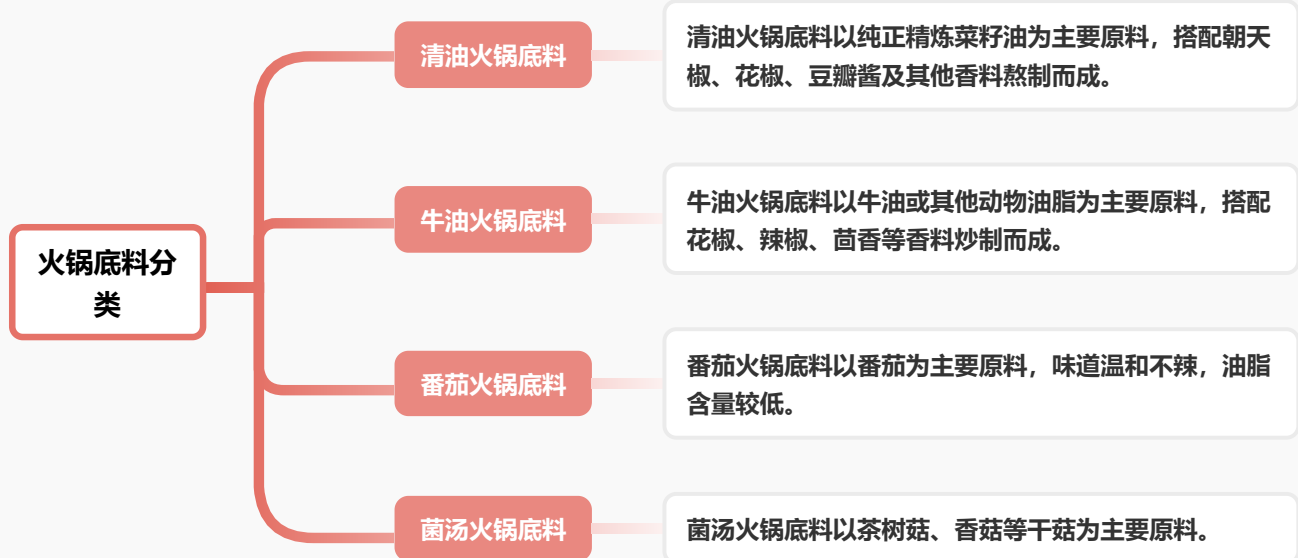 火锅底料分
类
清油火锅底料
清油火锅底料以纯正精炼菜籽油为主要原料，搭配朝天
椒、花椒、豆瓣酱及其他香料熬制而成。
牛油火锅底料
牛油火锅底料以牛油或其他动物油脂为主要原料，搭配
花椒、辣椒、茴香等香料炒制而成。
番茄火锅底料
番茄火锅底料以番茄为主要原料，味道温和不辣，油脂
含量较低。
菌汤火锅底料
菌汤火锅底料以茶树菇、香菇等干菇为主要原料。